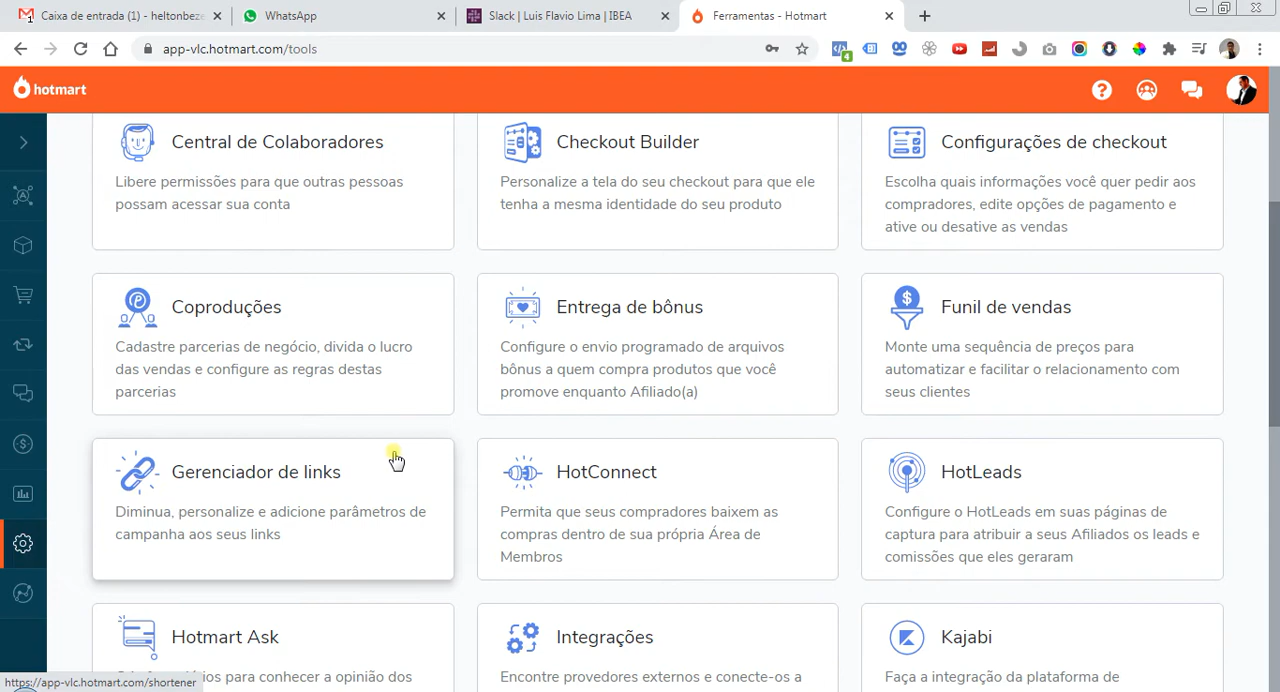 Caixa de entrada (1) - heltonbeze
WhatsApp
Slack | Luis Flavio Lima | IBEA
Ferramentas - Hotmart
app-vlc.hotmart.com/tools
4
hotmart
Central de Colaboradores
Libere permissões para que outras pessoas
possam acessar sua conta
Checkout Builder
Personalize a tela do seu checkout para que ele
tenha a mesma identidade do seu produto
Configurações de checkout
Escolha quais informações você quer pedir aos
compradores, edite opções de pagamento e
ative ou desative as vendas
Coproduções
Cadastre parcerias de negócio, divida o lucro
das vendas e configure as regras destas
parcerias
Entrega de bônus
Configure o envio programado de arquivos
bônus a quem compra produtos que você
promove enquanto Afiliado(a)
Funil de vendas
Monte uma sequência de preços para
automatizar e facilitar o relacionamento com
seus clientes
Gerenciador de links
Diminua, personalize e adicione parâmetros de
campanha aos seus links
HotConnect
Permita que seus compradores baixem as
compras dentro de sua própria Área de
Membros
HotLeads
Configure o HotLeads em suas páginas de
captura para atribuir a seus Afiliados os leads e
comissões que eles geraram
Hotmart Ask
para conhecer a opinião dos
Integrações
Encontre provedores externos e conecte-os a
Kajabi
Faça a integração da plataforma de
https://app-vlc.hotmart.com/shortener